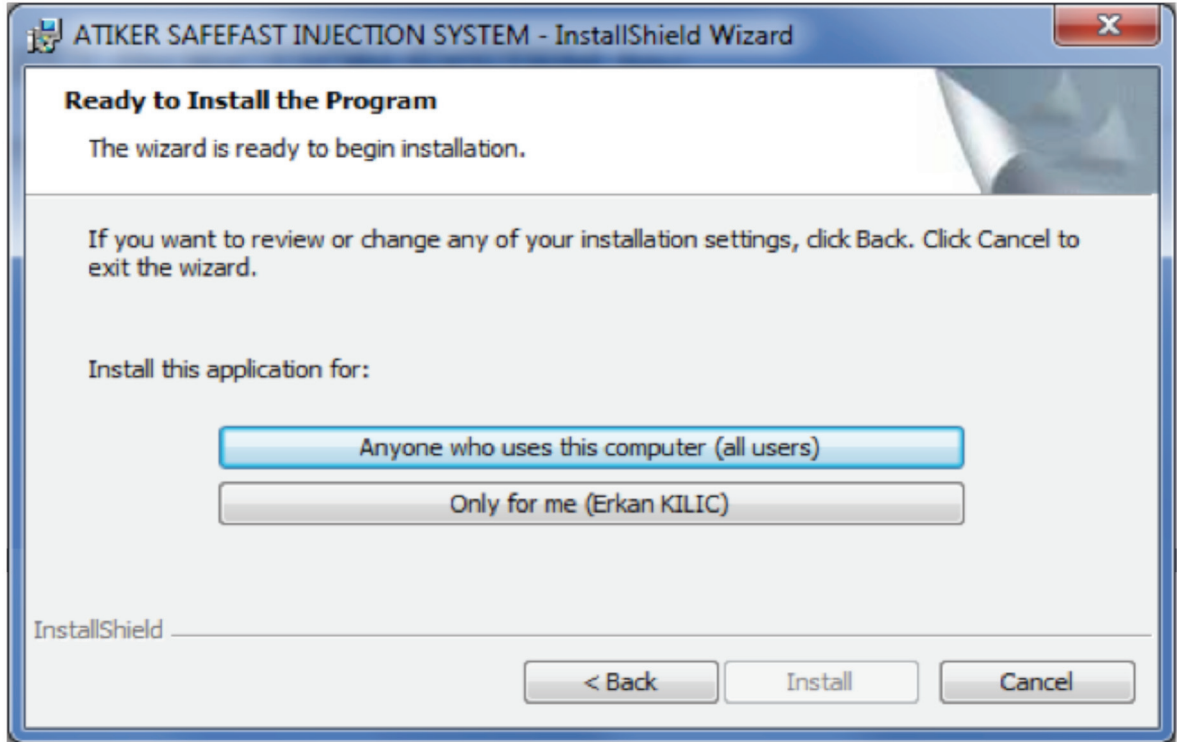 ATIKER SAFEFAST INJECTION SYSTEM - InstallShield Wizard
Ready to Install the Program
The wizard is ready to begin installation.
If you want to review or change any of your installation settings, click Back. Click Cancel to
exit the wizard.
Install this application for:
Anyone who uses this computer (all users)
Only for me (Erkan KILIC)
InstallShield
< Back
Install
Cancel